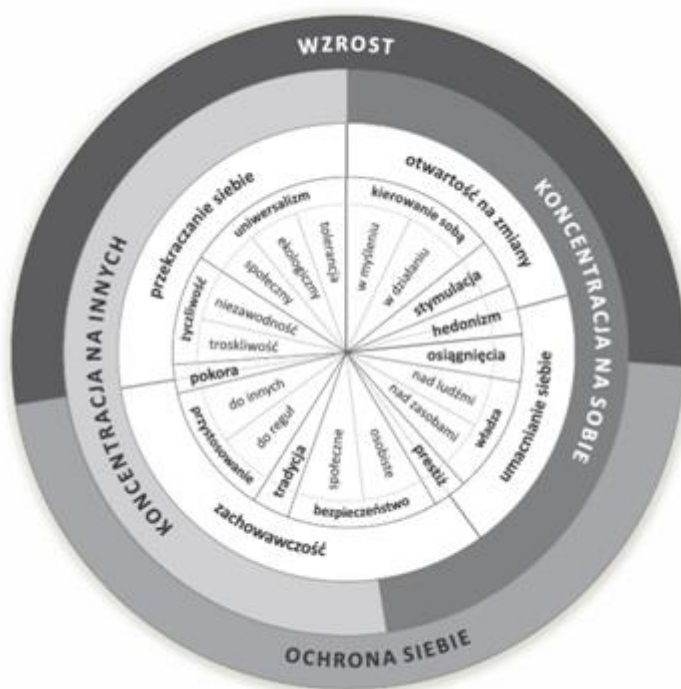 WZROST
KONCENTRACJA NA SOBIE
OCHRONA SIEBIE
KONCENTRACJA NA INNYCH
otwartość na zmiany
umacnianie siebie
zachowawczość
przekraczanie siebie
kierowanie sobą
w myśleniu
w działaniu
stymulacja
hedonizm
osiągnięcia
władza
nad ludźmi
nad zasobami
prestiż
bezpieczeństwo
osobiste
społeczne
tradycja
przystosowanie
do reguł
do innych
pokora
życzliwość
troskliwość
niezawodność
uniwersalizm
społeczny
ekologiczny
tolerancja